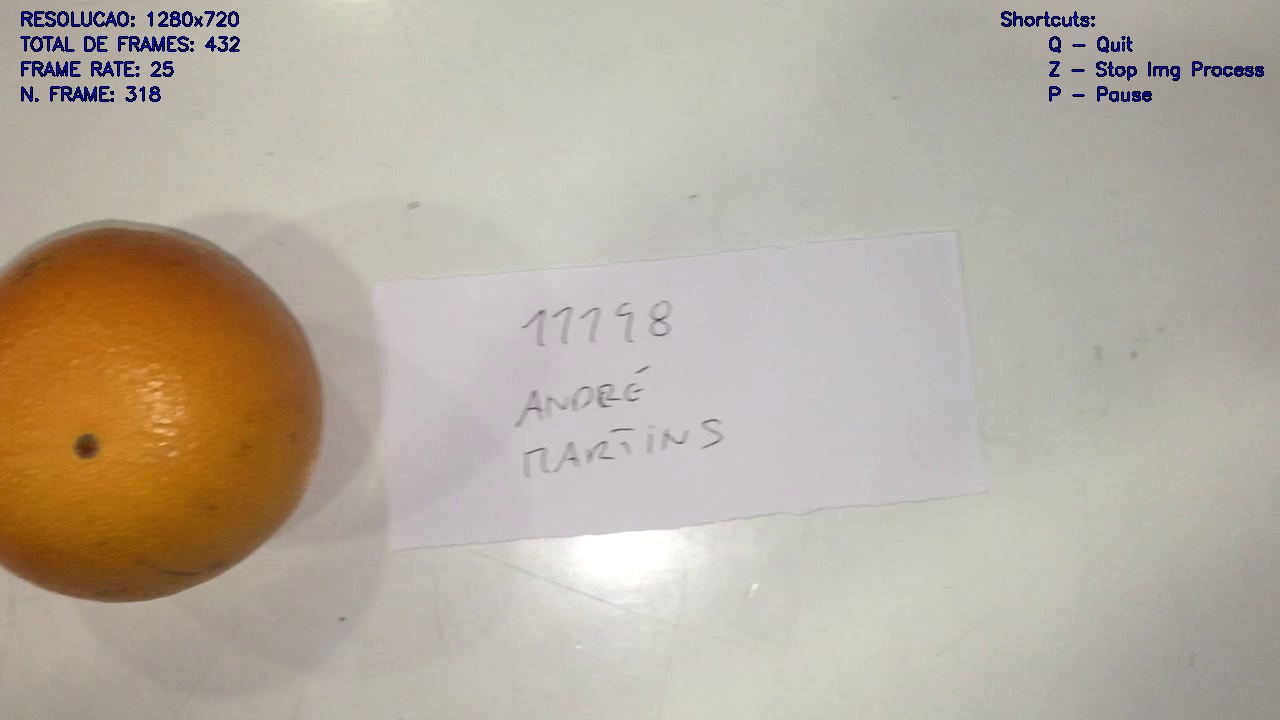 RESOLUCAO: 1280x720
TOTAL DE FRAMES: 432
FRAME RATE: 25
N. FRAME: 318
Shortcuts:
Q - Quit
Z - Stop Img Process
P - Pause
11198
ANDRÉ
MARTINS